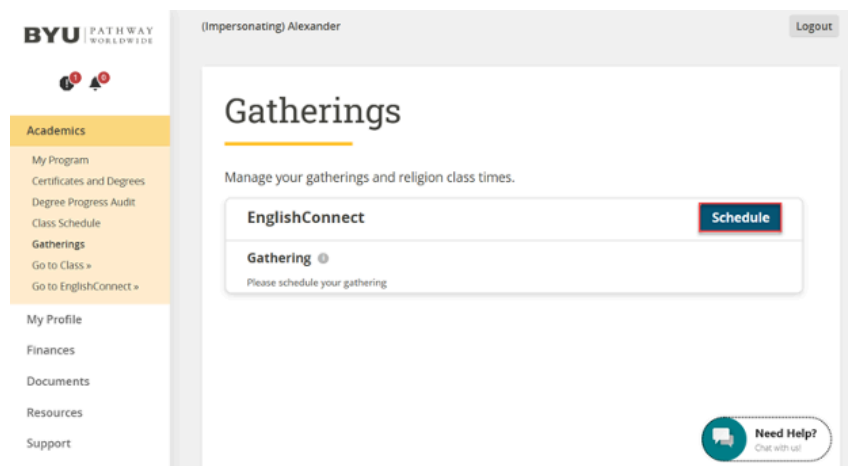 BYU PATHWAY
WORLDWIDE
(Impersonating) Alexander
Logout
1
0
Academics
My Program
Certificates and Degrees
Degree Progress Audit
Class Schedule
Gatherings
Go to Class »
Go to EnglishConnect »
My Profile
Finances
Documents
Resources
Support
Gatherings
Manage your gatherings and religion class times.
EnglishConnect
Schedule
Gathering
Please schedule your gathering
Need Help?
Chat with us!